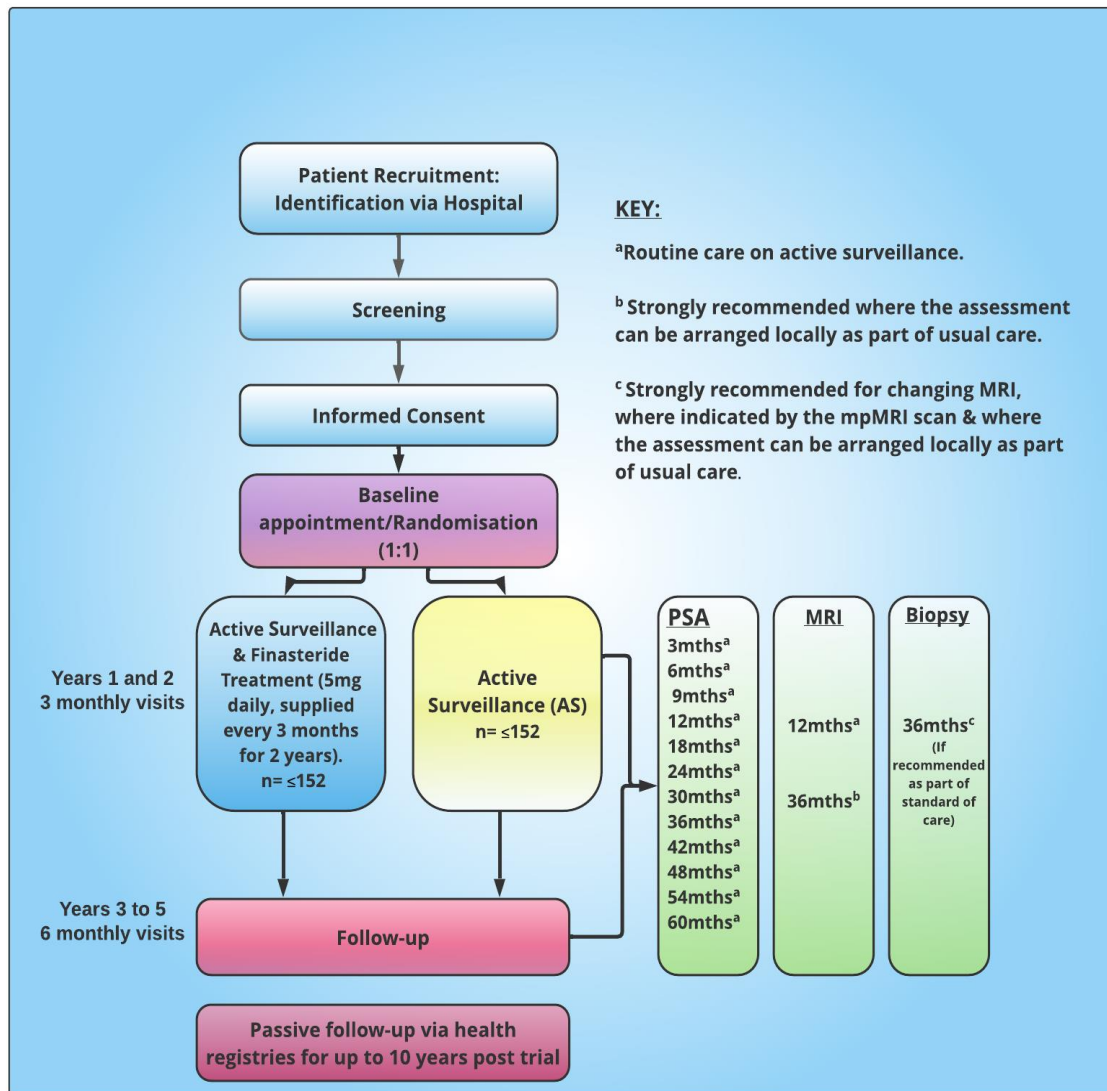 Patient Recruitment:
Identification via Hospital
Screening
Informed Consent
Baseline
appointment/Randomisation
(1:1)
KEY:
ᵃRoutine care on active surveillance.
ᵇ Strongly recommended where the assessment
can be arranged locally as part of usual care.
ᶜ Strongly recommended for changing MRI,
where indicated by the mpMRI scan & where
the assessment can be arranged locally as part
of usual care.
Years 1 and 2
3 monthly visits
Active Surveillance
& Finasteride
Treatment (5mg
daily, supplied
every 3 months
for 2 years).
n= ≤152
Active
Surveillance (AS)
n= ≤152
PSA
3mthsᵃ
6mthsᵃ
9mthsᵃ
12mthsᵃ
18mthsᵃ
24mthsᵃ
30mthsᵃ
36mthsᵃ
42mthsᵃ
48mthsᵃ
54mthsᵃ
60mthsᵃ
MRI
12mthsᵃ
36mthsᵇ
Biopsy
36mthsᶜ
(If
recommended
as part of
standard of
care)
Years 3 to 5
6 monthly visits
Follow-up
Passive follow-up via health
registries for up to 10 years post trial